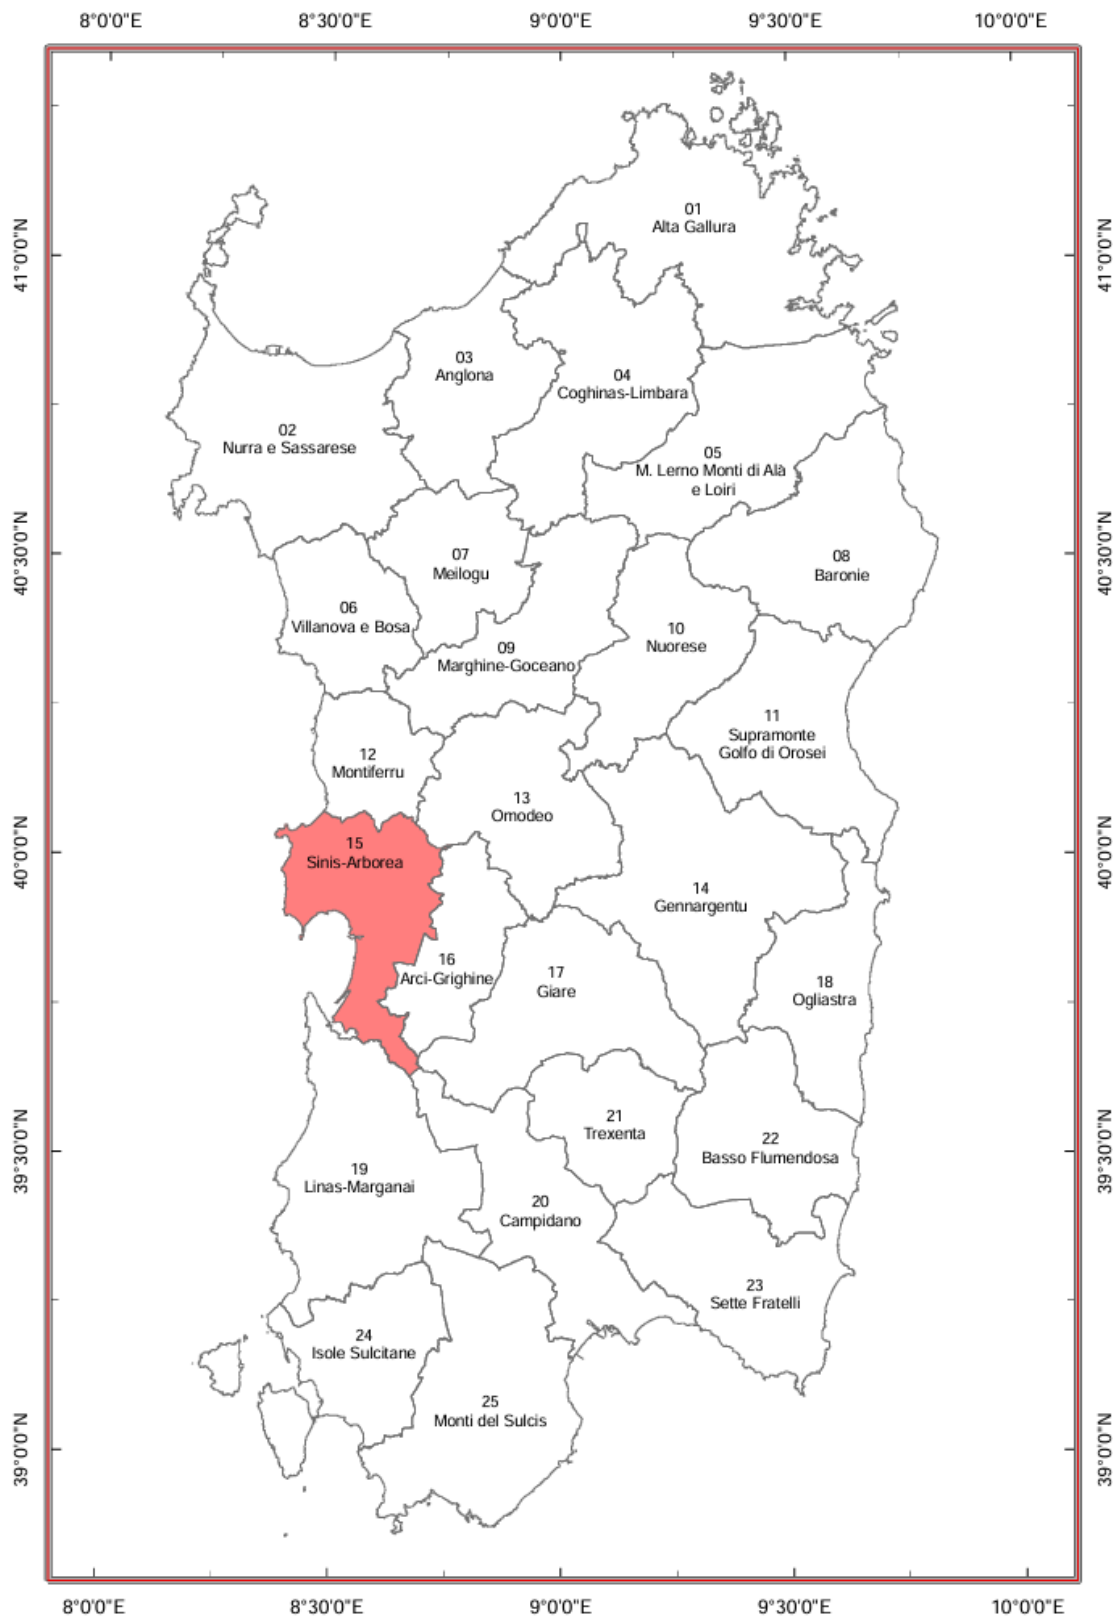 8°0'0"E
8°30'0"E
9°0'0"E
9°30'0"E
10°0'0"E
41°0'0"N
41°0'0"N
01
Alta Gallura
03
Anglona
04
Coghinas-Limbara
02
Nurra e Sassarese
05
M. Lerno Monti di Alà
e Loiri
40°30'0"N
40°30'0"N
07
Meilogu
08
Baronie
06
Villanova e Bosa
10
Nuorese
09
Marghine-Goceano
11
Supramonte
Golfo di Orosei
12
Montiferru
13
Omodeo
40°0'0"N
40°0'0"N
15
Sinis-Arborea
14
Gennargentu
16
Arci-Grighine
17
Giare
18
Ogliastra
21
Trexenta
22
Basso Flumendosa
39°30'0"N
39°30'0"N
19
Linas-Marganai
20
Campidano
23
Sette Fratelli
24
Isole Sulcitane
25
Monti del Sulcis
39°0'0"N
39°0'0"N
8°0'0"E
8°30'0"E
9°0'0"E
9°30'0"E
10°0'0"E